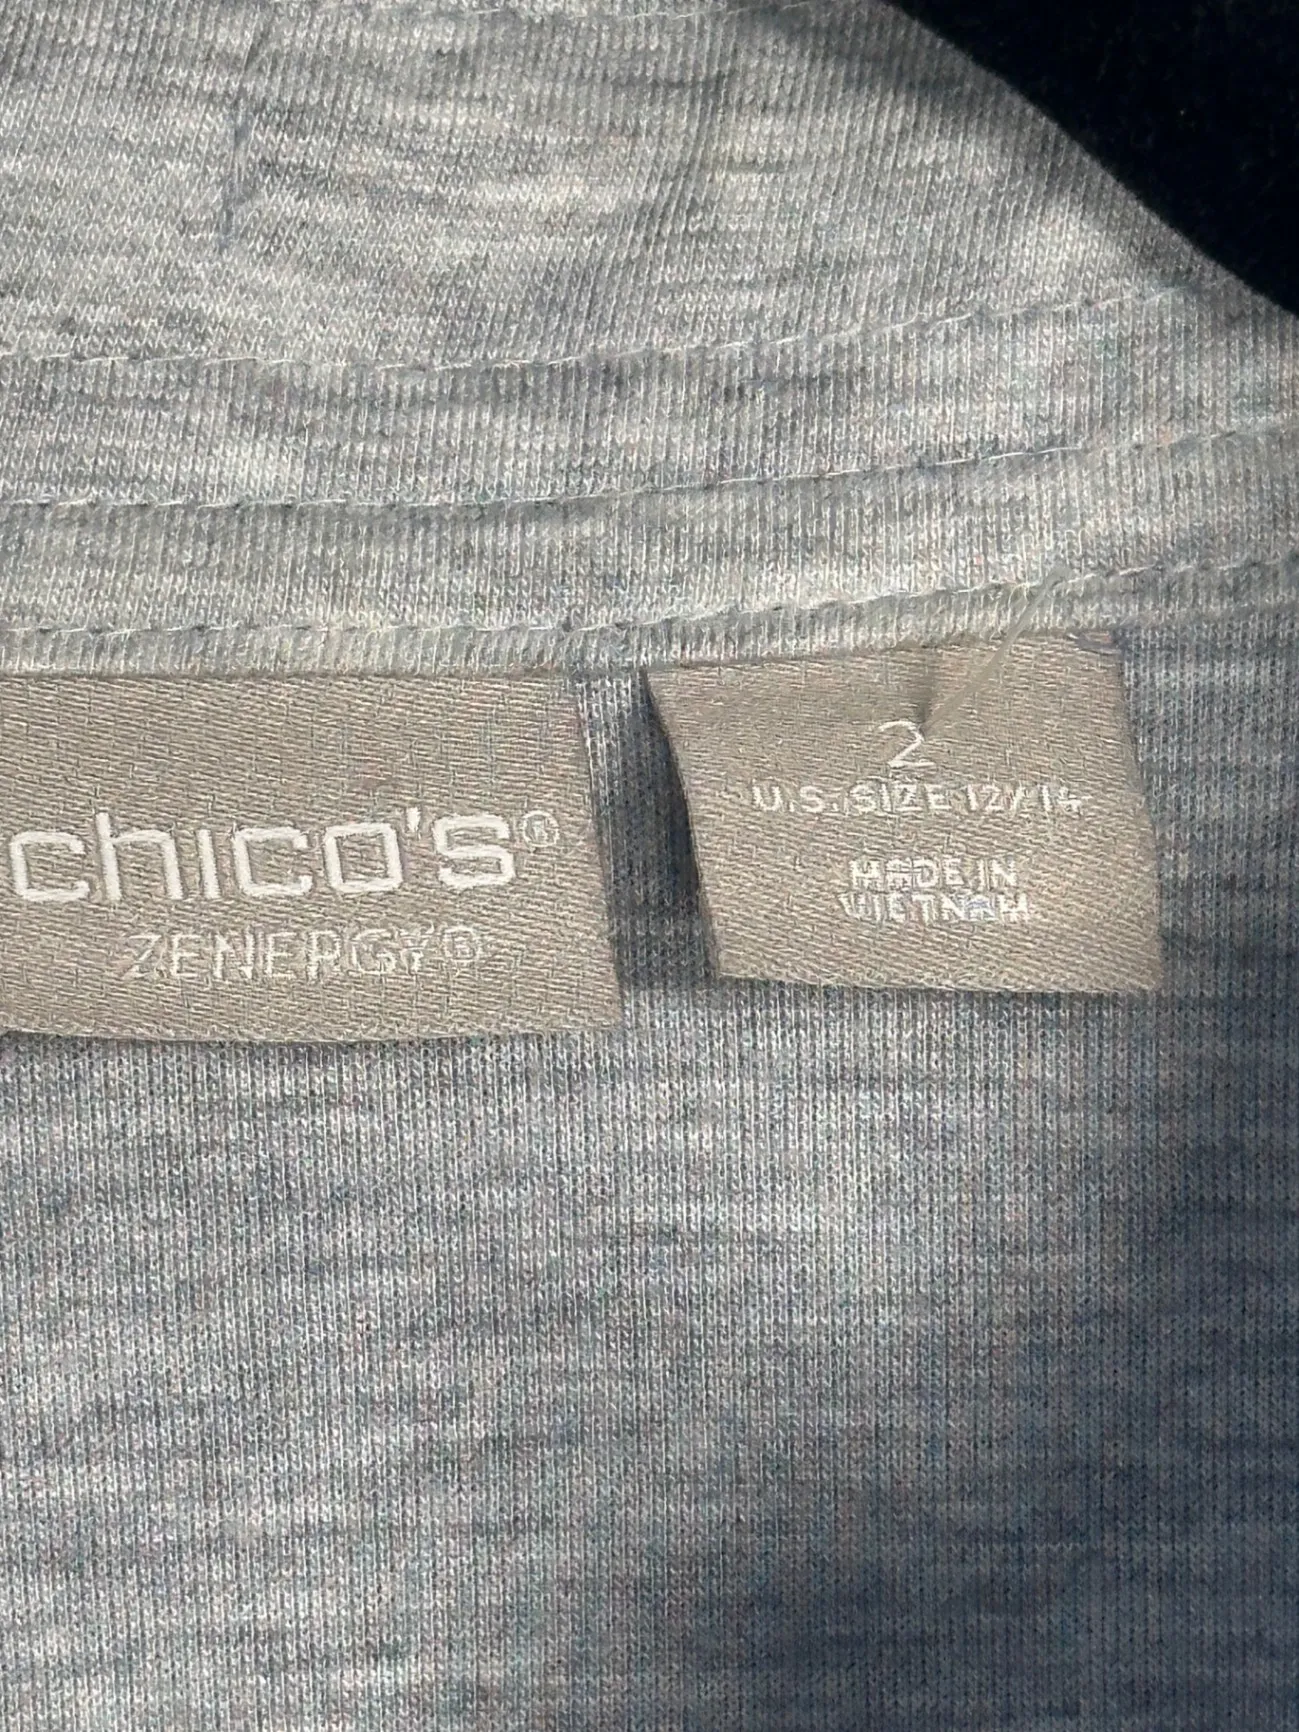 chico's®
ZENERGY®
2
U.S. SIZE 12/14
MADE IN
VIETNAM